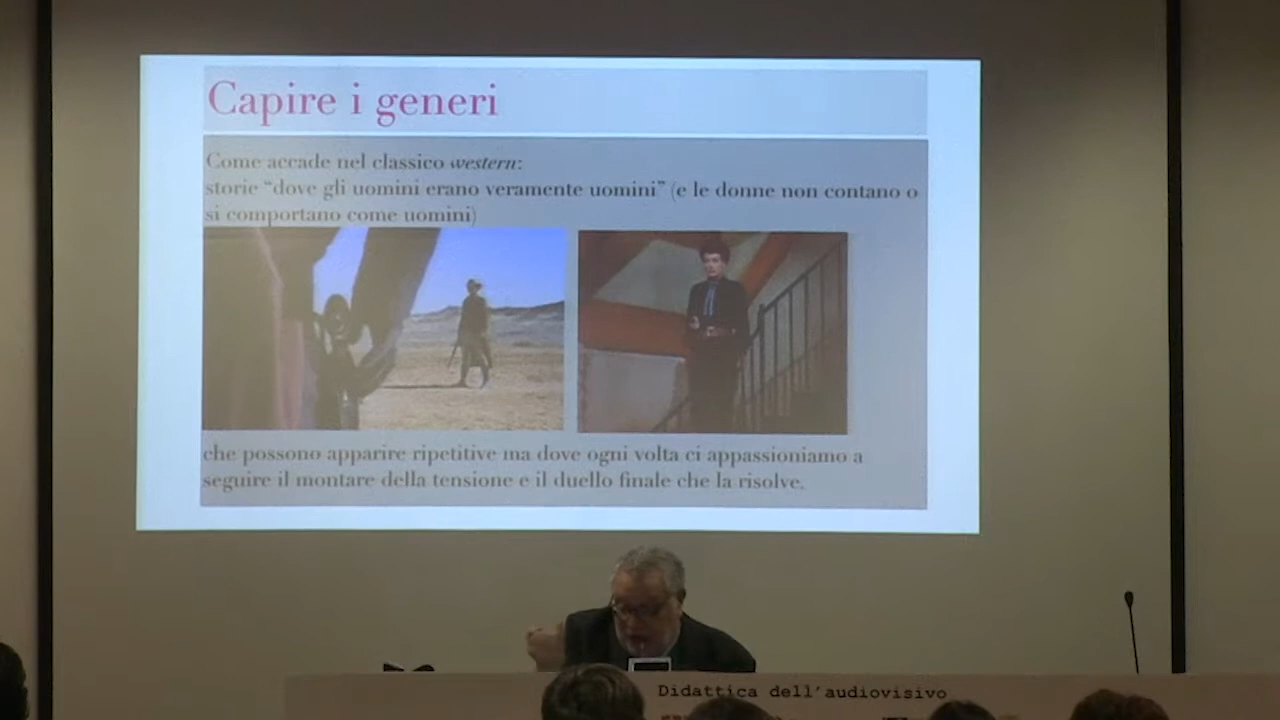 Capire i generi
Come accade nel classico western:
storie “dove gli uomini erano veramente uomini” (e le donne non contano o
si comportano come uomini)
che possono apparire ripetitive ma dove ogni volta ci appassioniamo a
seguire il montare della tensione e il duello finale che la risolve.
Didattica dell'audiovisivo